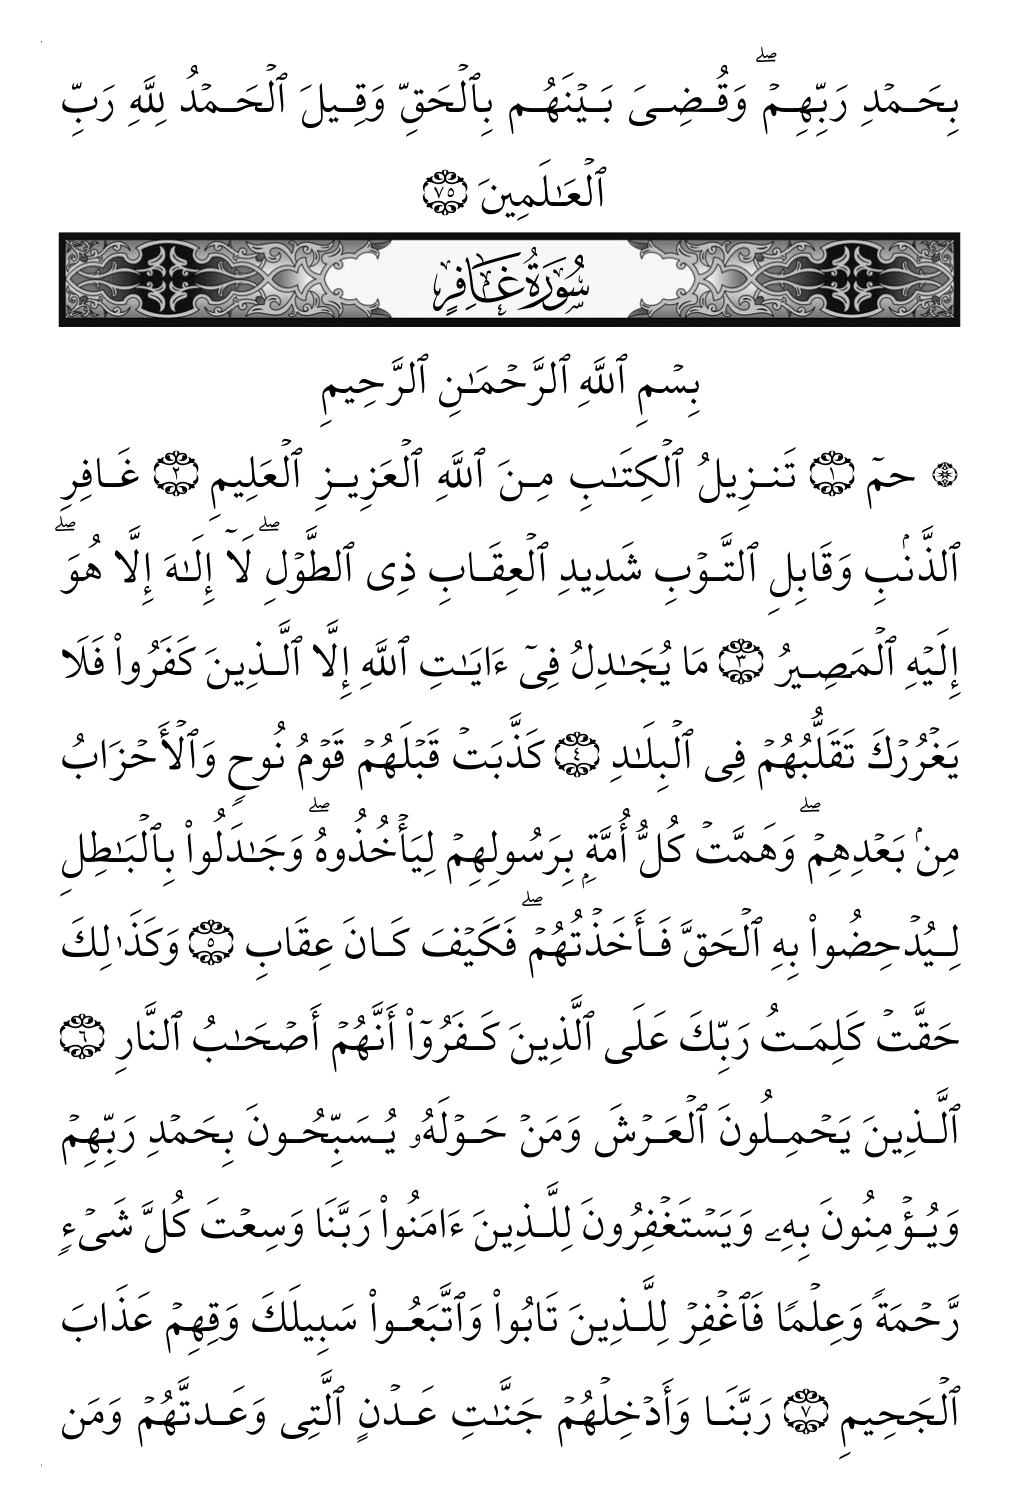 بِحَمۡدِ رَبِّهِمۡۖ وَقُضِىَ بَيۡنَهُم بِٱلۡحَقِّ وَقِيلَ ٱلۡحَمۡدُ لِلَّهِ رَبِّ
ٱلۡعَـٰلَمِينَ ٧٥
سُورَةُ غَافِرٍ
بِسۡمِ ٱللَّهِ ٱلرَّحۡمَـٰنِ ٱلرَّحِيمِ
۞ حمٓ ١ تَنزِيلُ ٱلۡكِتَـٰبِ مِنَ ٱللَّهِ ٱلۡعَزِيزِ ٱلۡعَلِيمِ ٢ غَافِرِ
ٱلذَّنۢبِ وَقَابِلِ ٱلتَّوۡبِ شَدِيدِ ٱلۡعِقَابِ ذِى ٱلطَّوۡلِۖ لَآ إِلَـٰهَ إِلَّا هُوَۖ
إِلَيۡهِ ٱلۡمَصِيرُ ٣ مَا يُجَـٰدِلُ فِىٓ ءَايَـٰتِ ٱللَّهِ إِلَّا ٱلَّذِينَ كَفَرُوا۟ فَلَا
يَغۡرُرۡكَ تَقَلُّبُهُمۡ فِى ٱلۡبِلَـٰدِ ٤ كَذَّبَتۡ قَبۡلَهُمۡ قَوۡمُ نُوحٍ وَٱلۡأَحۡزَابُ
مِنۢ بَعۡدِهِمۡۖ وَهَمَّتۡ كُلُّ أُمَّةِۭ بِرَسُولِهِمۡ لِيَأۡخُذُوهُۖ وَجَـٰدَلُوا۟ بِٱلۡبَـٰطِلِ
لِيُدۡحِضُوا۟ بِهِ ٱلۡحَقَّ فَأَخَذۡتُهُمۡۖ فَكَيۡفَ كَانَ عِقَابِ ٥ وَكَذَٰلِكَ
حَقَّتۡ كَلِمَتُ رَبِّكَ عَلَى ٱلَّذِينَ كَفَرُوٓا۟ أَنَّهُمۡ أَصۡحَـٰبُ ٱلنَّارِ ٦
ٱلَّذِينَ يَحۡمِلُونَ ٱلۡعَرۡشَ وَمَنۡ حَوۡلَهُۥ يُسَبِّحُونَ بِحَمۡدِ رَبِّهِمۡ
وَيُؤۡمِنُونَ بِهِۦ وَيَسۡتَغۡفِرُونَ لِلَّذِينَ ءَامَنُوا۟ رَبَّنَا وَسِعۡتَ كُلَّ شَىۡءٍ
رَّحۡمَةً وَعِلۡمًا فَٱغۡفِرۡ لِلَّذِينَ تَابُوا۟ وَٱتَّبَعُوا۟ سَبِيلَكَ وَقِهِمۡ عَذَابَ
ٱلۡجَحِيمِ ٧ رَبَّنَا وَأَدۡخِلۡهُمۡ جَنَّـٰتِ عَدۡنٍ ٱلَّتِى وَعَدتَّهُمۡ وَمَن